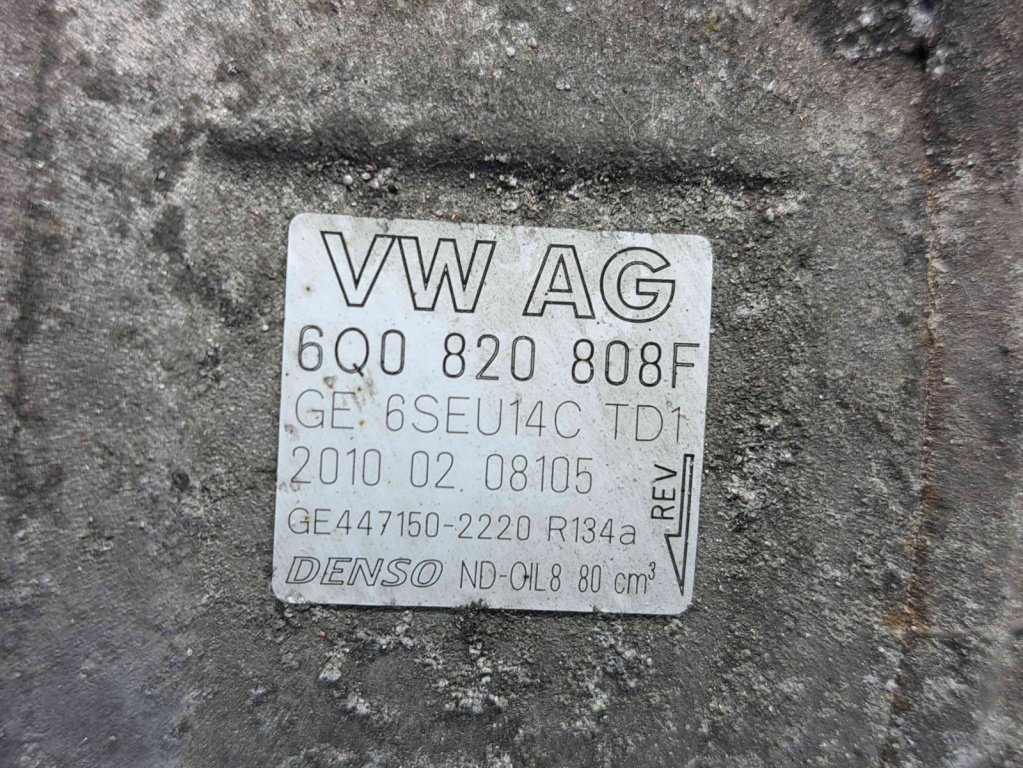 VW AG
6Q0 820 808F
GE 6SEU14C TD1
2010 02 08105
GE447150-2220 R134a
REV
DENSO ND-OIL8 80 cm³